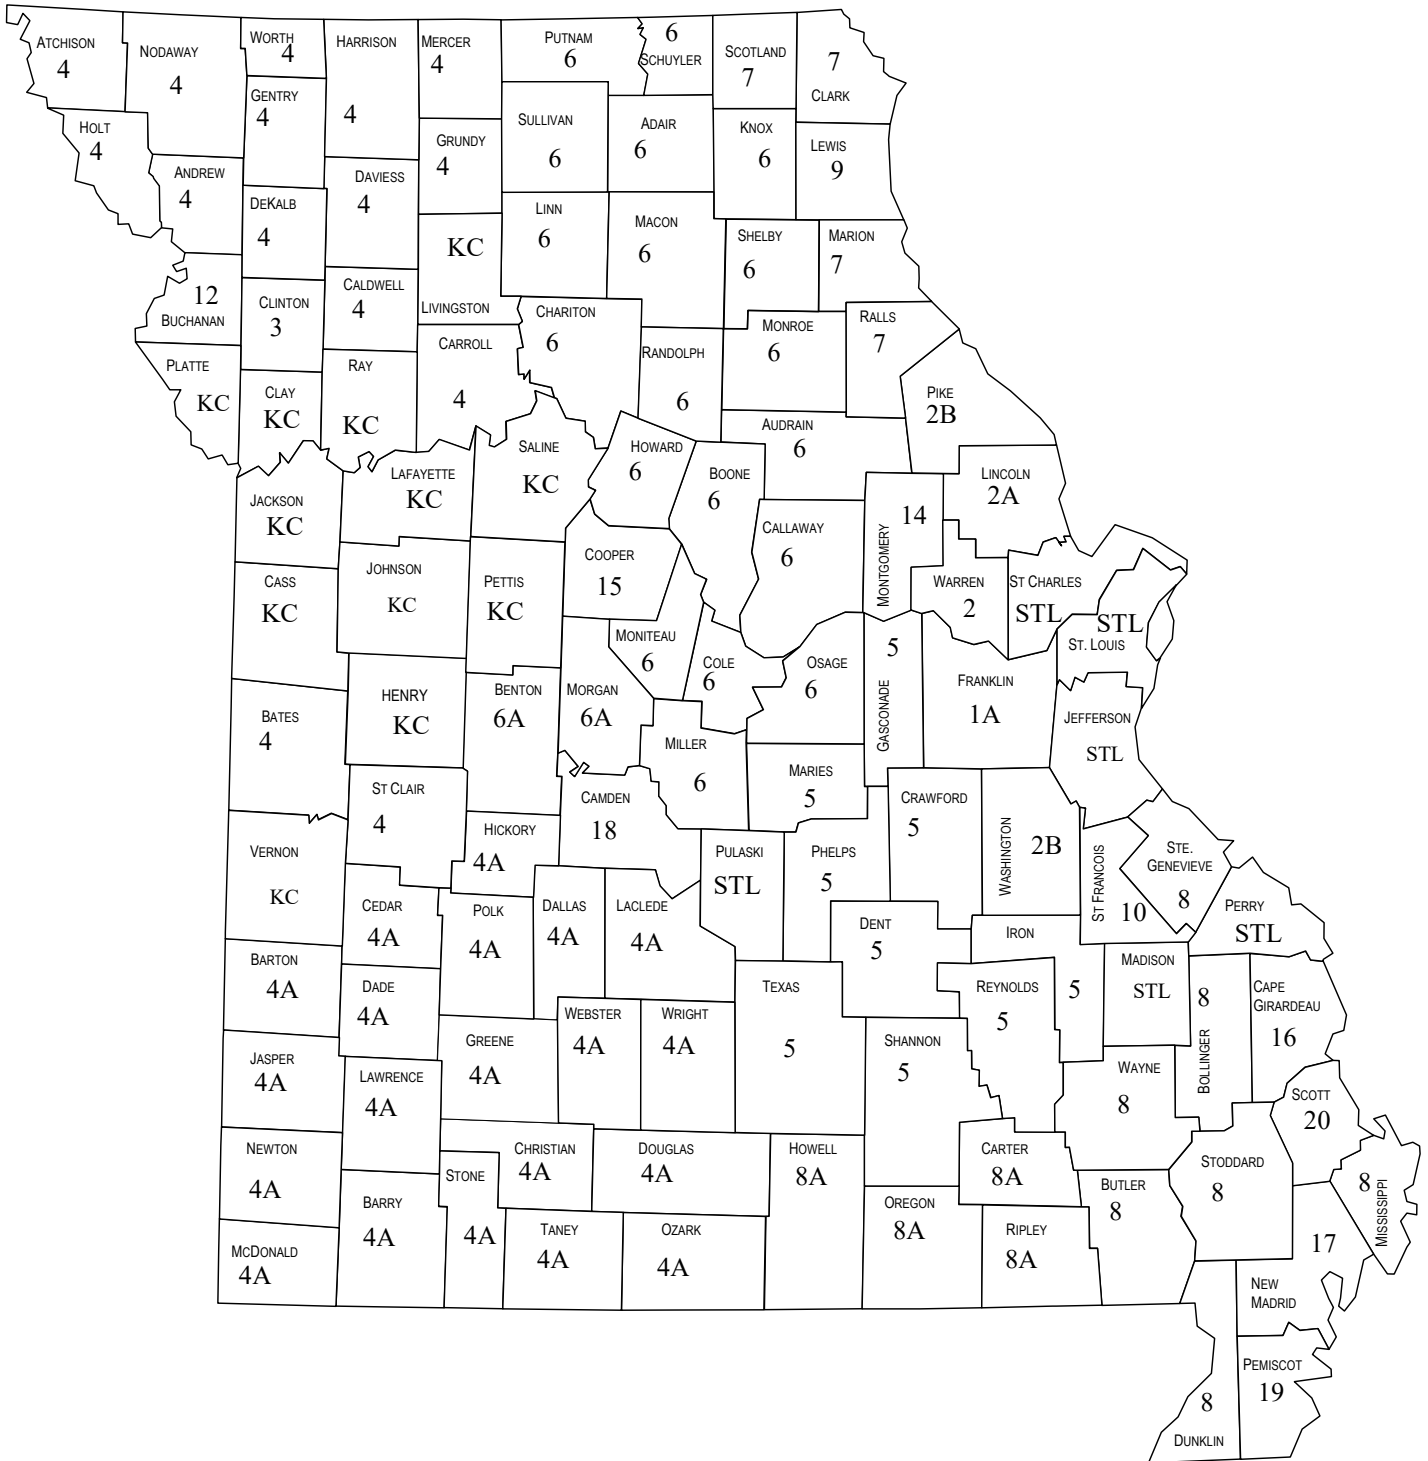 ATCHISON
4
NODAWAY
4
WORTH
4
HARRISON
4
MERCER
4
PUTNAM
6
6
SCHUYLER
SCOTLAND
7
7
CLARK
HOLT
4
GENTRY
4
ANDREW
4
DEKALB
4
DAVIESS
4
GRUNDY
4
SULLIVAN
6
ADAIR
6
KNOX
6
LEWIS
9
LINN
6
MACON
6
SHELBY
6
MARION
7
12
BUCHANAN
CLINTON
3
CALDWELL
4
KC
LIVINGSTON
CHARITON
6
RANDOLPH
6
MONROE
6
RALLS
7
PLATTE
KC
CLAY
KC
RAY
KC
CARROLL
4
PIKE
2B
AUDRAIN
6
SALINE
KC
HOWARD
6
BOONE
6
LINCOLN
2A
JACKSON
KC
LAFAYETTE
KC
CALLAWAY
6
14
MONTGOMERY
WARREN
2
ST CHARLES
STL
STL
ST. LOUIS
CASS
KC
JOHNSON
KC
PETTIS
KC
COOPER
15
MONITEAU
6
COLE
6
OSAGE
6
5
GASCONADE
FRANKLIN
1A
JEFFERSON
STL
BATES
4
HENRY
KC
BENTON
6A
MORGAN
6A
MILLER
6
MARIES
5
ST CLAIR
4
CAMDEN
18
CRAWFORD
5
WASHINGTON
2B
VERNON
KC
HICKORY
4A
PULASKI
STL
PHELPS
5
ST FRANCOIS
10
STE.
GENEVIEVE
8
PERRY
STL
CEDAR
4A
POLK
4A
DALLAS
4A
LACLEDE
4A
DENT
5
IRON
5
MADISON
STL
BARTON
4A
DADE
4A
TEXAS
5
REYNOLDS
5
8
BOLLINGER
CAPE
GIRARDEAU
16
JASPER
4A
LAWRENCE
4A
GREENE
4A
WEBSTER
4A
WRIGHT
4A
SHANNON
5
WAYNE
8
SCOTT
20
NEWTON
4A
CHRISTIAN
4A
DOUGLAS
4A
HOWELL
8A
CARTER
8A
STODDARD
8
8
MISSISSIPPI
BARRY
4A
STONE
4A
TANEY
4A
OZARK
4A
OREGON
8A
RIPLEY
8A
BUTLER
8
MCDONALD
4A
17
NEW
MADRID
PEMISCOT
19
8
DUNKLIN